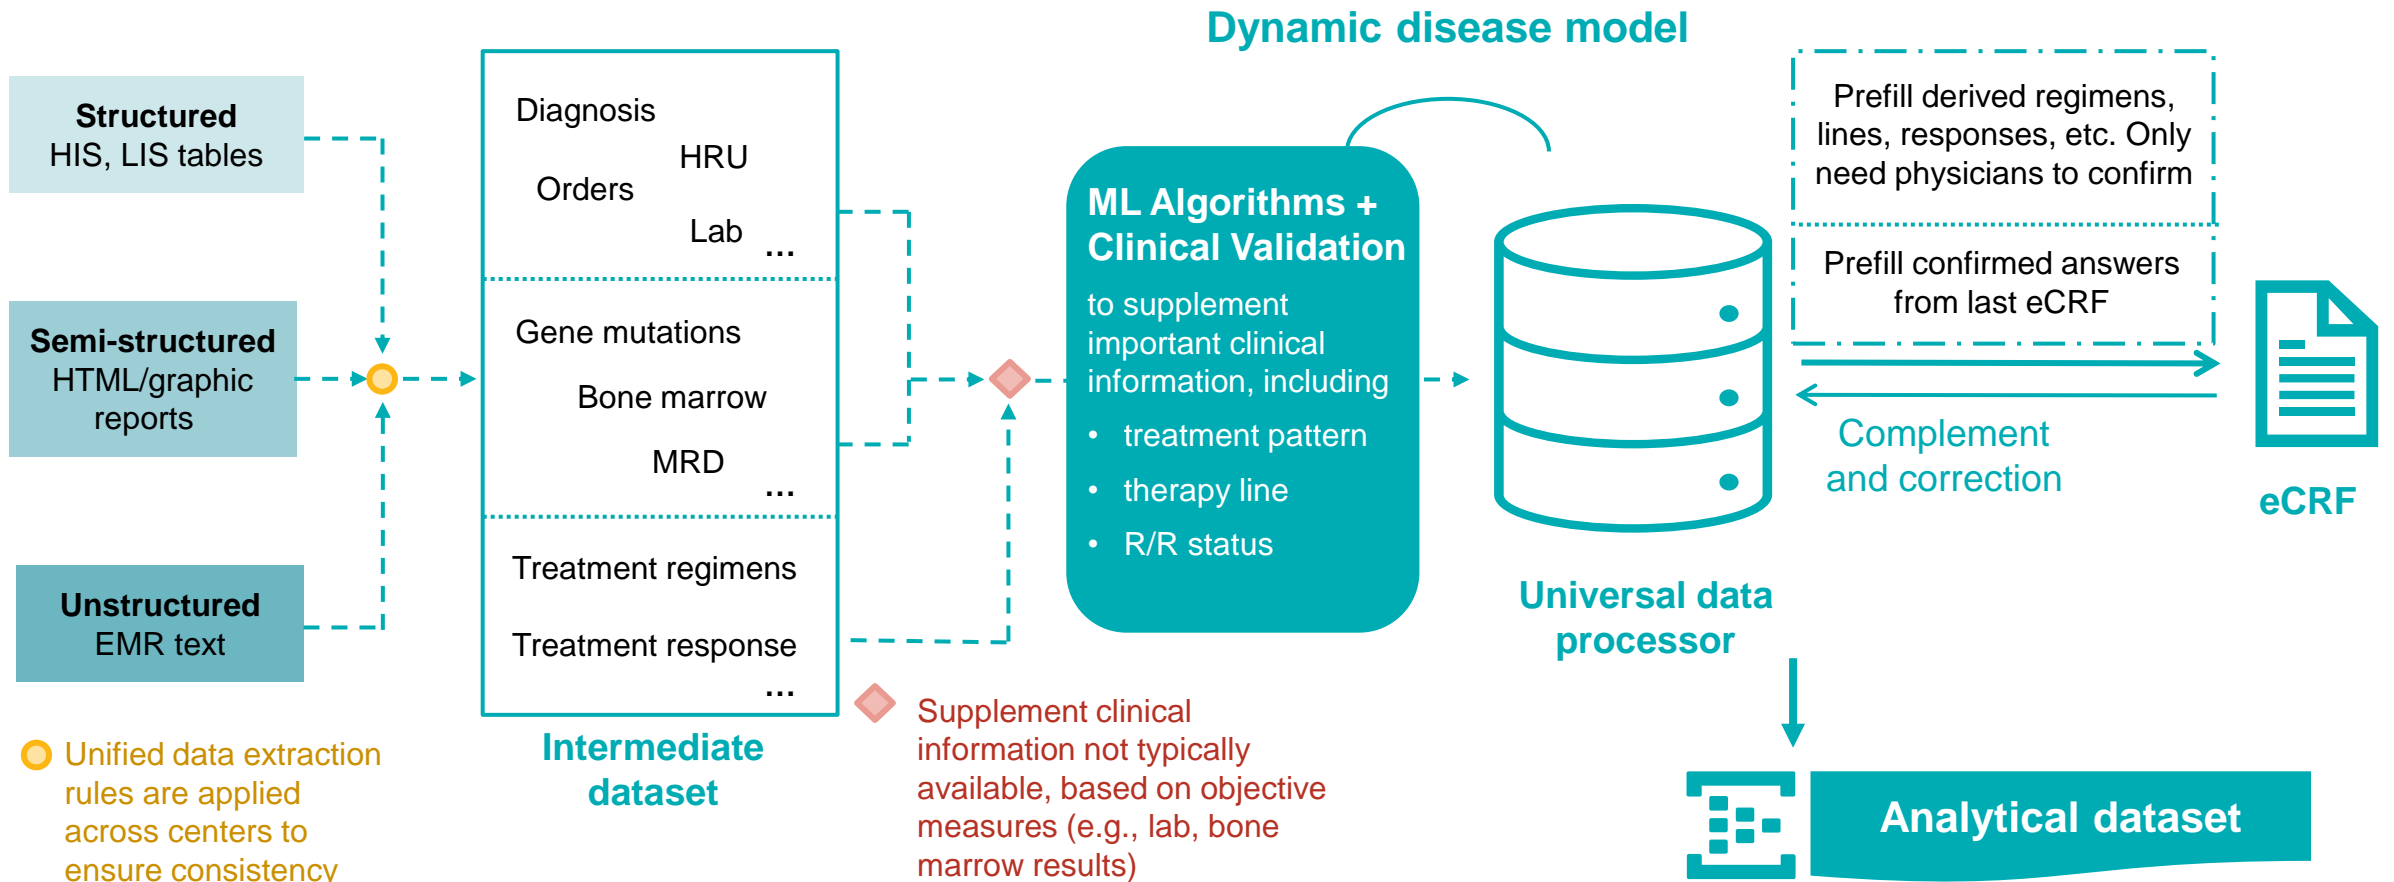 Dynamic disease model
Structured
HIS, LIS tables
Semi-structured
HTML/graphic
reports
Unstructured
EMR text
Unified data extraction
rules are applied
across centers to
ensure consistency
Diagnosis
HRU
Orders
Lab
...
Gene mutations
Bone marrow
MRD
...
Treatment regimens
Treatment response
...
Intermediate
dataset
Supplement clinical
information not typically
available, based on objective
measures (e.g., lab, bone
marrow results)
ML Algorithms +
Clinical Validation
to supplement
important clinical
information, including
• treatment pattern
• therapy line
• R/R status
Universal data
processor
Prefill derived regimens,
lines, responses, etc. Only
need physicians to confirm
Prefill confirmed answers
from last eCRF
Complement
and correction
eCRF
Analytical dataset